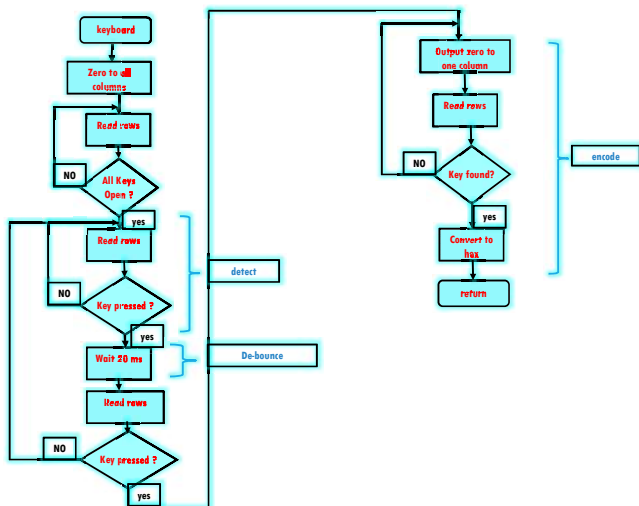 keyboard
Zero to all
columns
Read rows
NO
All Keys
Open ?
yes
Read rows
detect
NO
Key pressed ?
yes
Wait 20 ms
De-bounce
Read rows
NO
Key pressed ?
yes
Output zero to
one column
Read rows
encode
NO
Key found?
yes
Convert to
hex
return